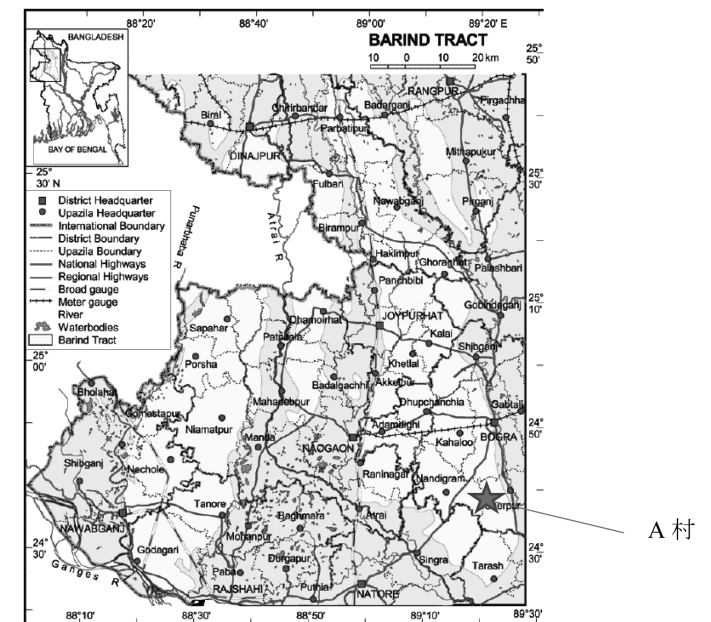 88°20' 88°40' 89°00' 89°20' E
BANGLADESH
BAY OF BENGAL
BARIND TRACT
10 0 10 20 km
25° 50'
RANGPUR
Pirgachha
Badarganj
Chirirbandar
Biral
Parbatipur
DINAJPUR
Mithapukur
25° 30' N
25° 30'
Fulbari
Nawabganj
Pirganj
District Headquarter
Upazila Headquarter
International Boundary
District Boundary
Upazila Boundary
National Highways
Regional Highways
Broad gauge
Meter gauge
River
Waterbodies
Barind Tract
Punarbhaba R
Atrai R
Birampur
Hakimpur
Ghoraghat
Palashbari
Panchbibi
25° 10'
Gobindaganj
Dhamoirhat
JOYPURHAT
Sapahar
Patnitala
Kalai
Shibganj
25° 00'
Porsha
Khetlal
Badalgachhi
Akkelpur
Bholahat
Mahadebpur
Dhupchanchia
Gabtali
Gomastapur
24° 50'
Niamatpur
Adamdighi
Manda
NAOGAON
Kahaloo
BOGRA
Shibganj
Nachole
Raninagar
Nandigram
Tanore
Baghmara
Atrai
Sherpur
A村
NAWABGANJ
Mohanpur
24° 30'
24° 30'
Godagari
Durgapur
Singra
Tarash
Ganges R
Paba
RAJSHAHI
Puthia
NATORE
88°10' 88°30' 88°50' 89°10' 89°30'